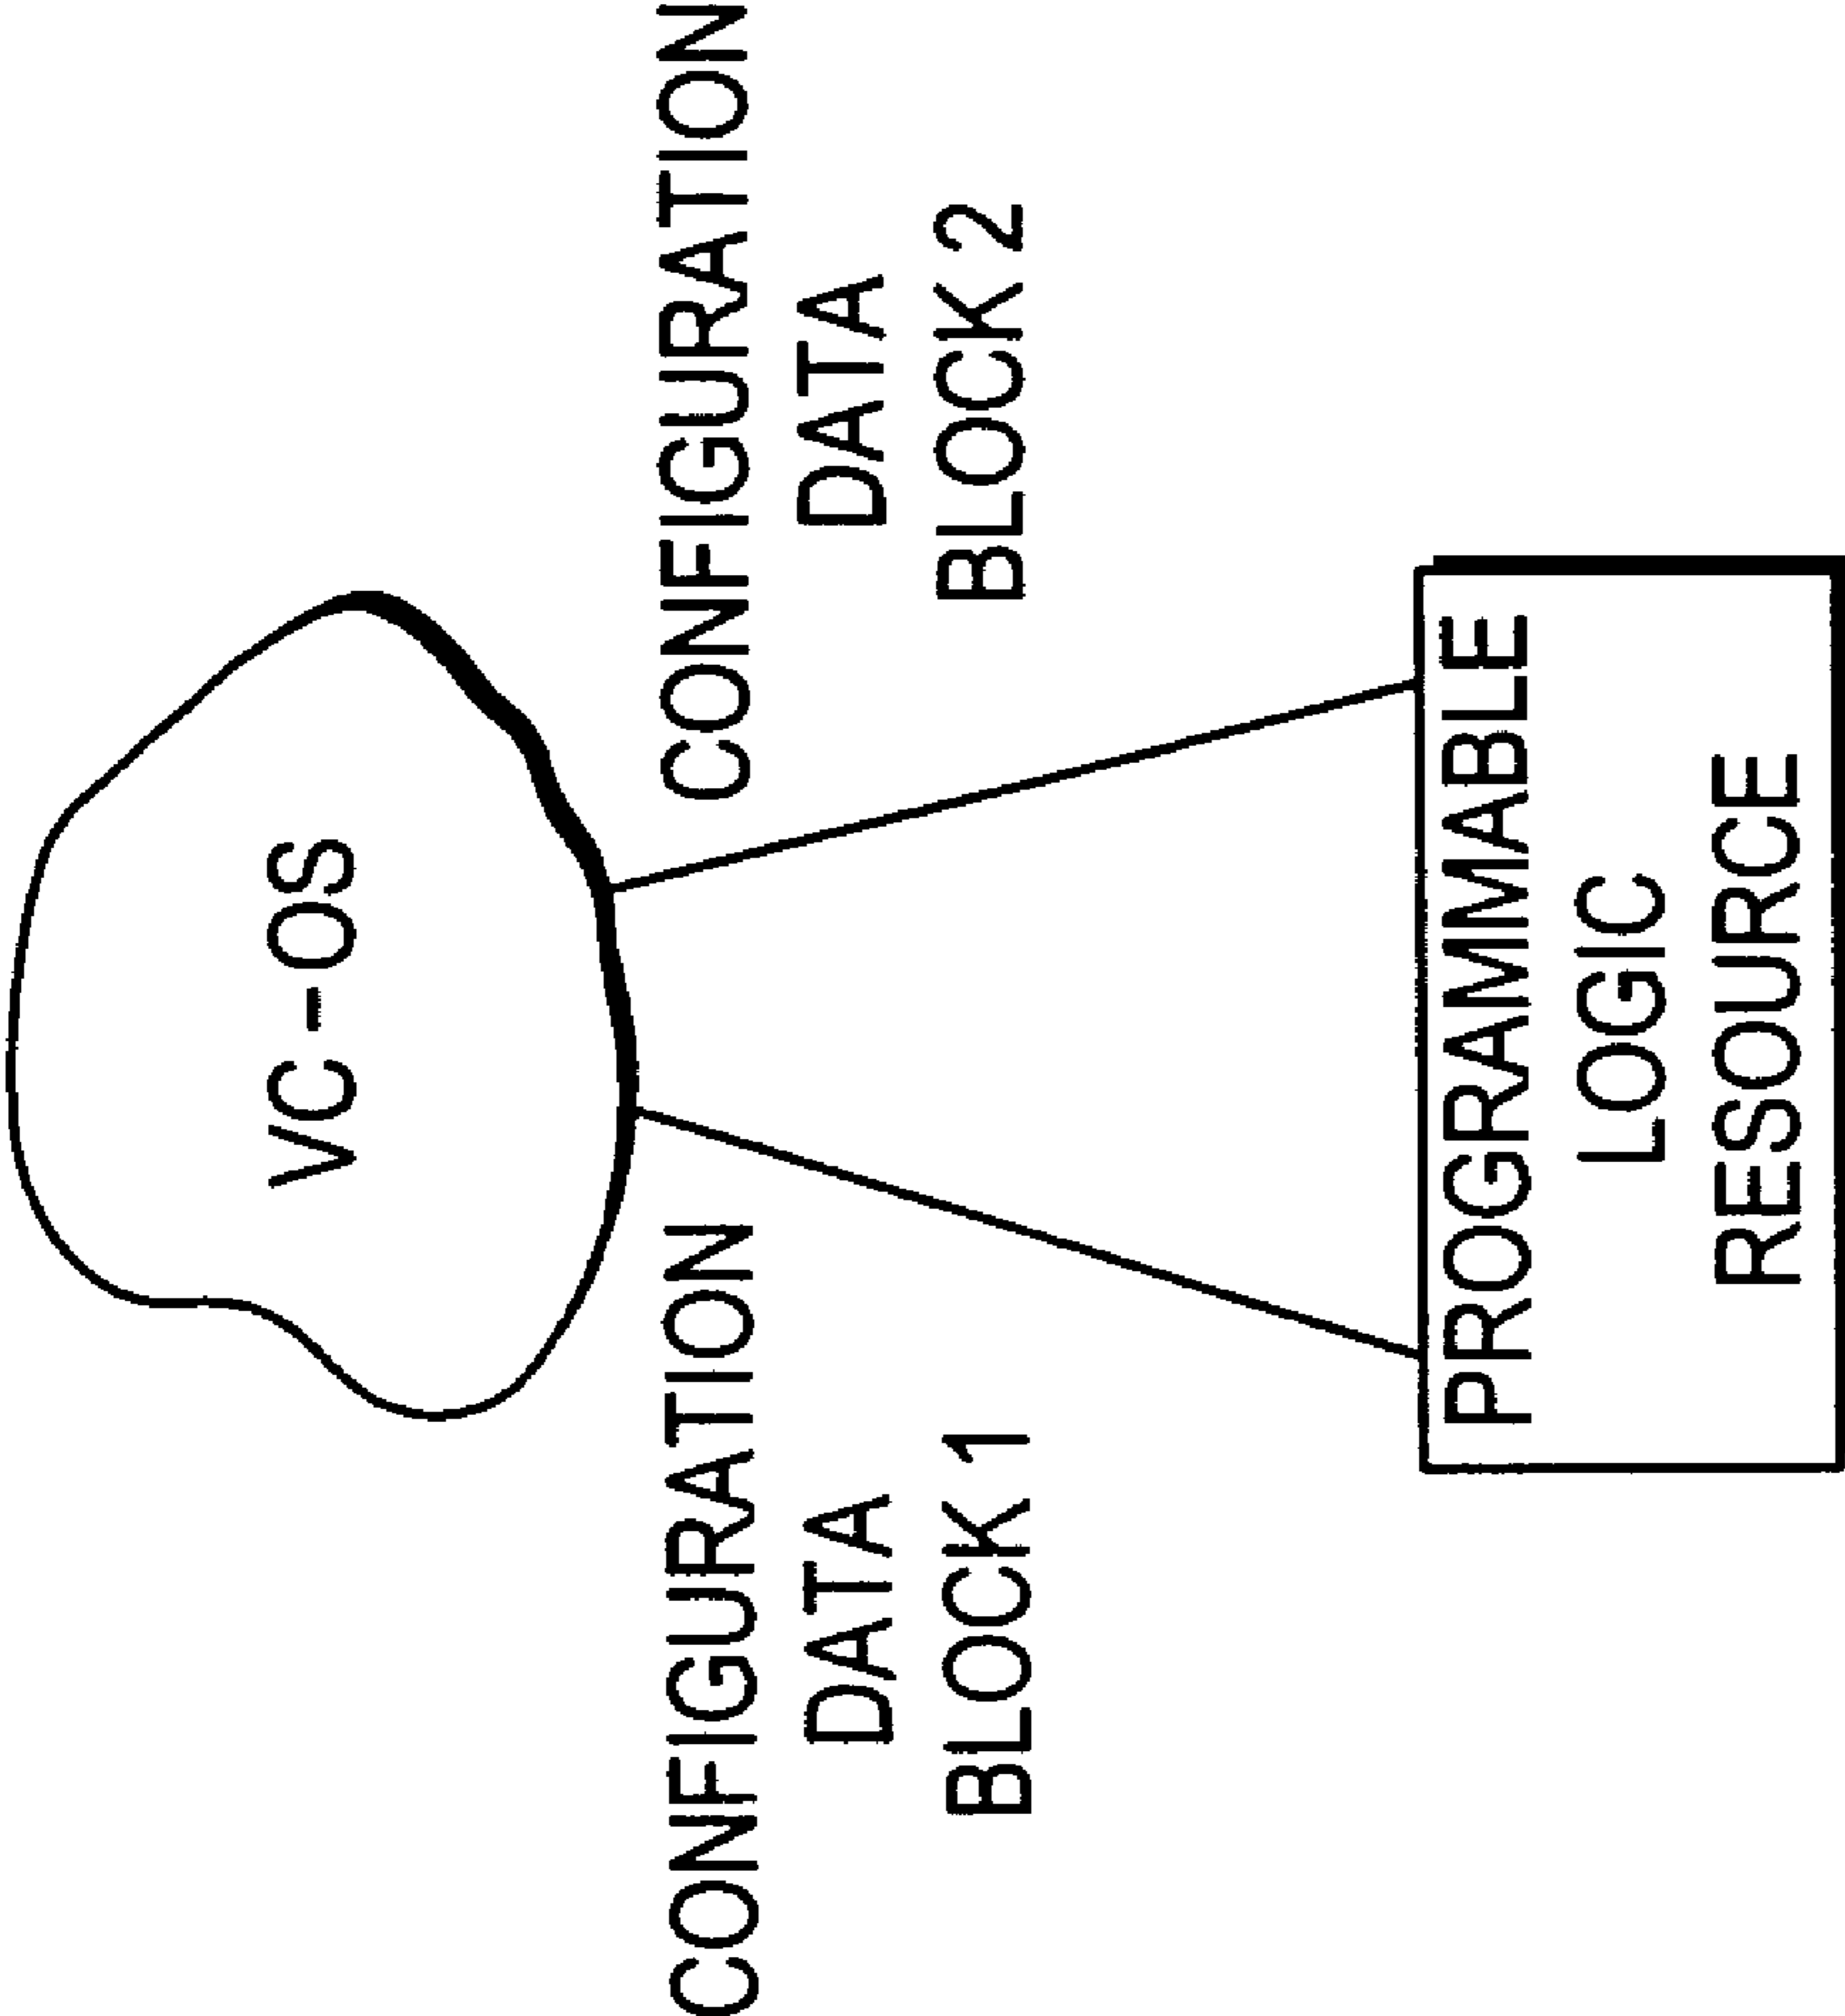 VC - OS
CONFIGURATION
DATA
BLOCK 1
CONFIGURATION
DATA
BLOCK 2
PROGRAMMABLE
LOGIC
RESOURCE